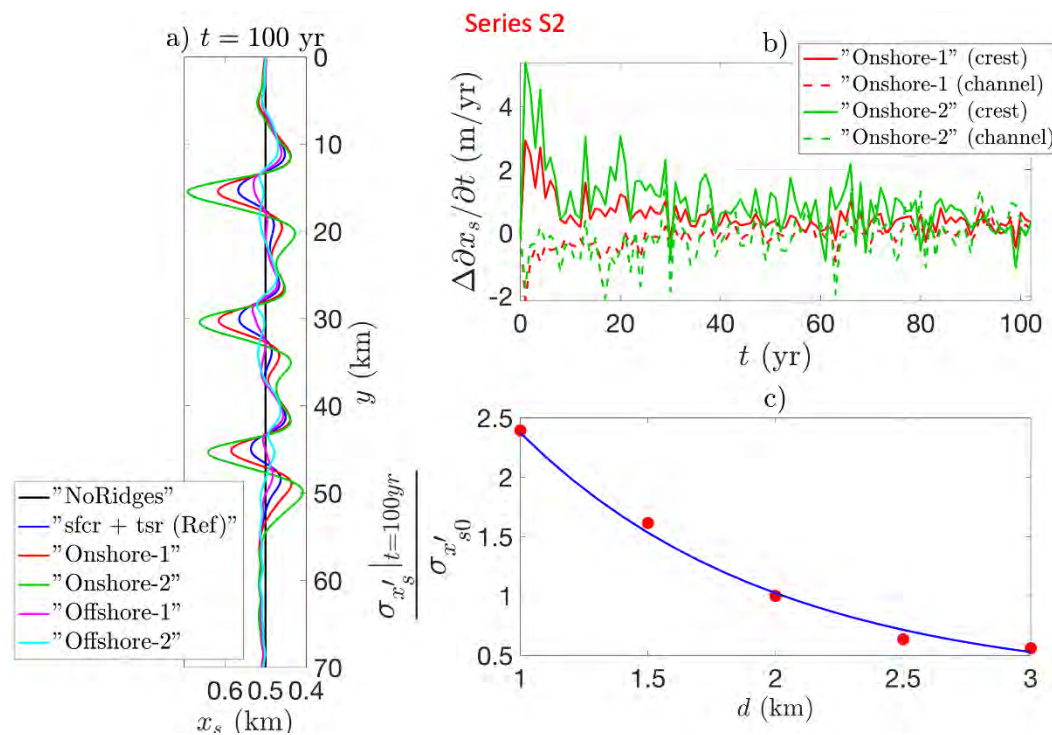 Series S2
a) t = 100 yr
0
10
20
30
40
50
60
70
y (km)
0.6 0.5 0.4
x_s (km)
"NoRidges"
"sfcr + tsr (Ref)"
"Onshore-1"
"Onshore-2"
"Offshore-1"
"Offshore-2"
b)
"Onshore-1" (crest)
"Onshore-1 (channel)
"Onshore-2" (crest)
"Onshore-2" (channel)
Δ∂x_s/∂t (m/yr)
4
2
0
-2
0 20 40 60 80 100
t (yr)
c)
σ_{x'_s}|_{t=100yr}
σ_{x'_{s0}}
2.5
2
1.5
1
0.5
1 1.5 2 2.5 3
d (km)